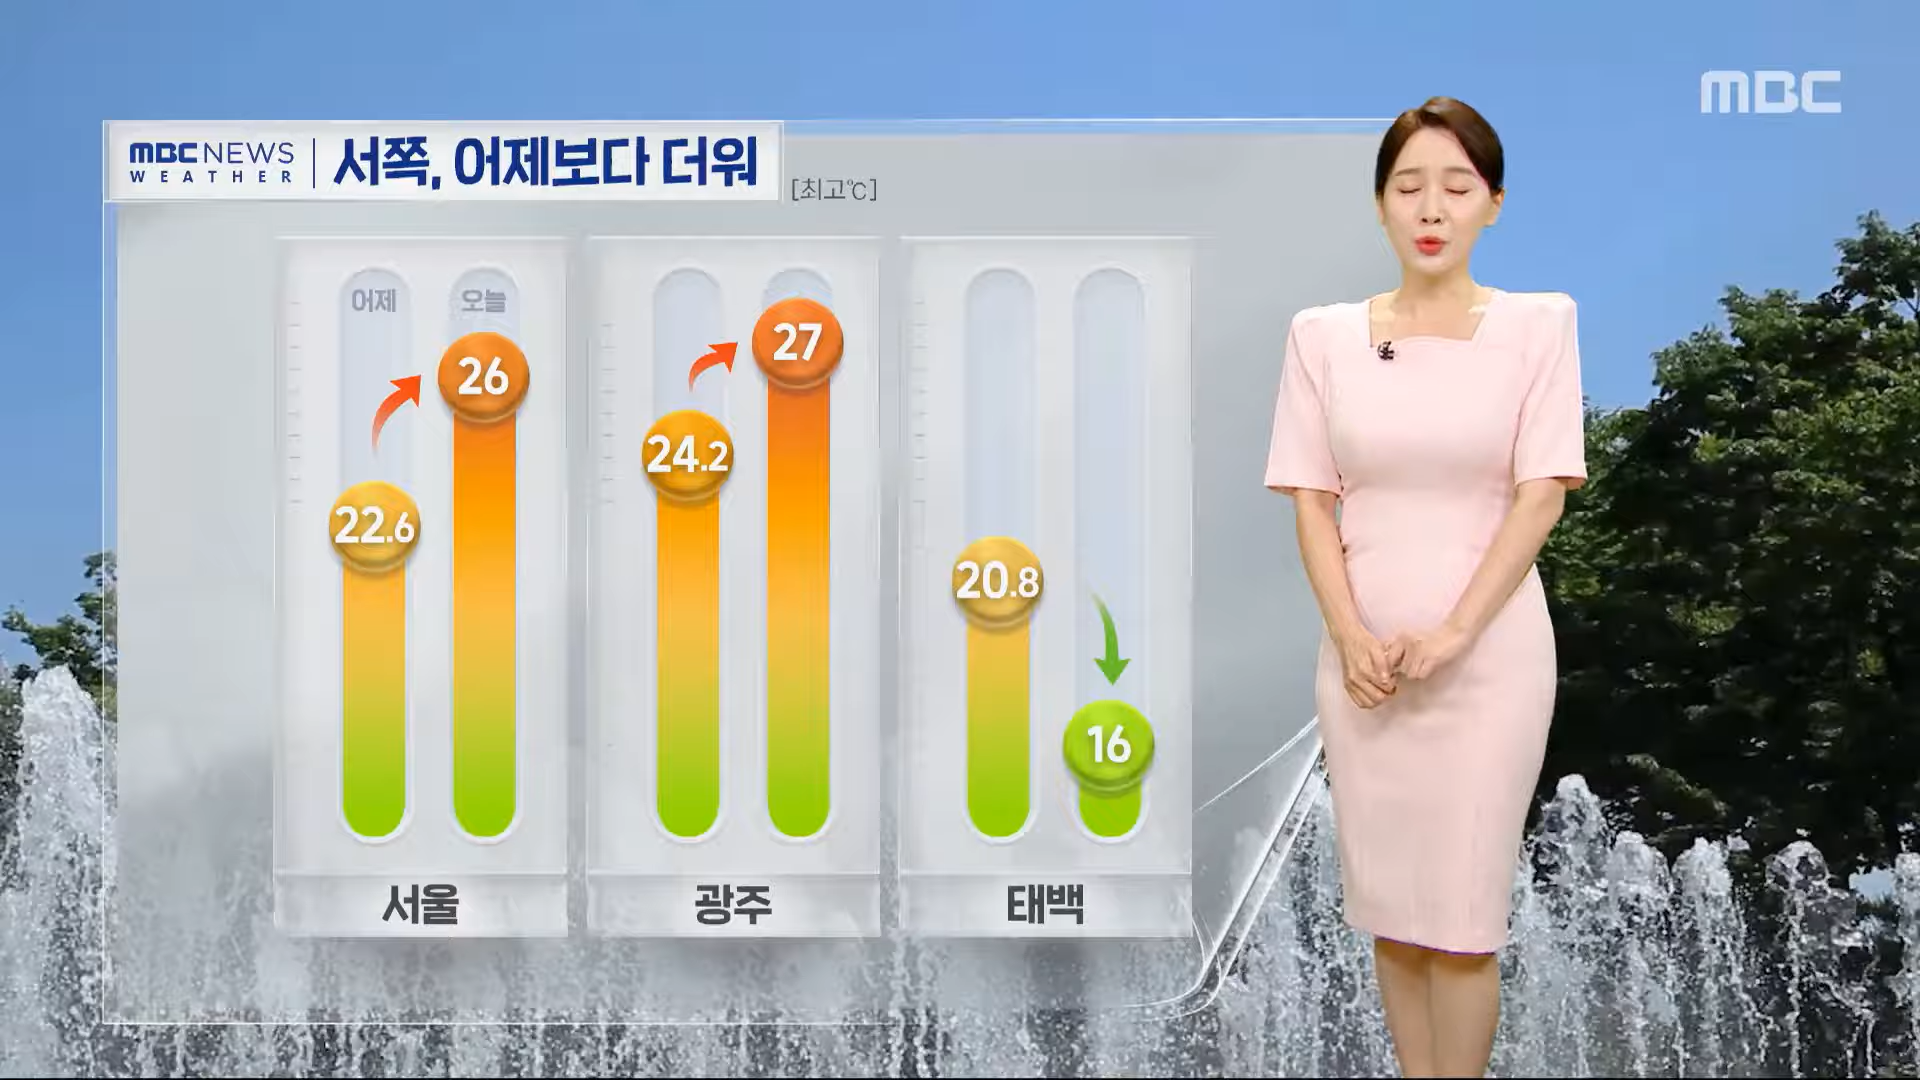 MBC
MBC NEWS
WEATHER
서쪽, 어제보다 더워
[최고℃]
어제
오늘
22.6
26
24.2
27
20.8
16
서울
광주
태백